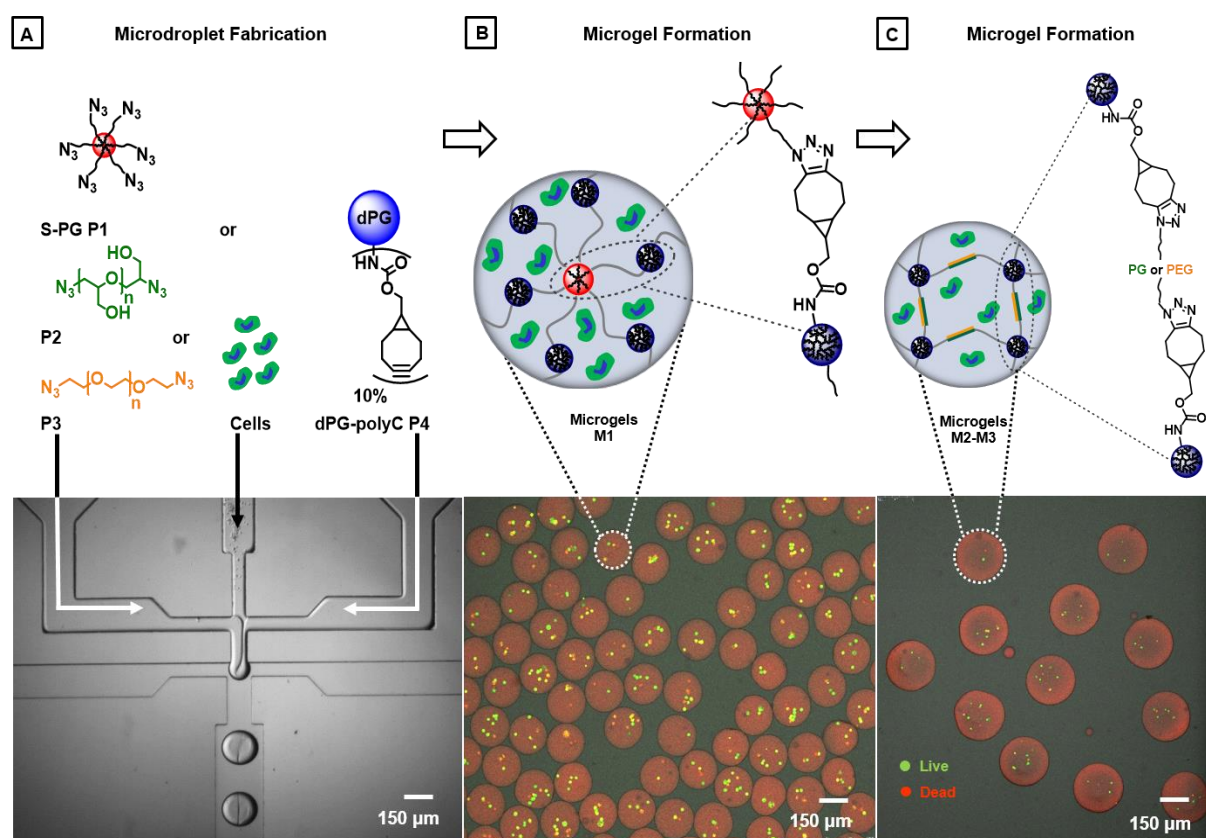 A Microdroplet Fabrication
N3
N3
N3
N3
N3
N3
S-PG P1
or
HO
N3
O
n
N3
OH
P2
or
N3
O
O
n
N3
P3
Cells
dPG
HN
O
O
10%
dPG-polyC P4
150 μm
B Microgel Formation
N
N
N
O
O
HN
Microgels
M1
150 μm
C Microgel Formation
HN
O
O
N
N
N
PG or PEG
N
N
N
O
O
HN
Microgels
M2-M3
Live
Dead
150 μm